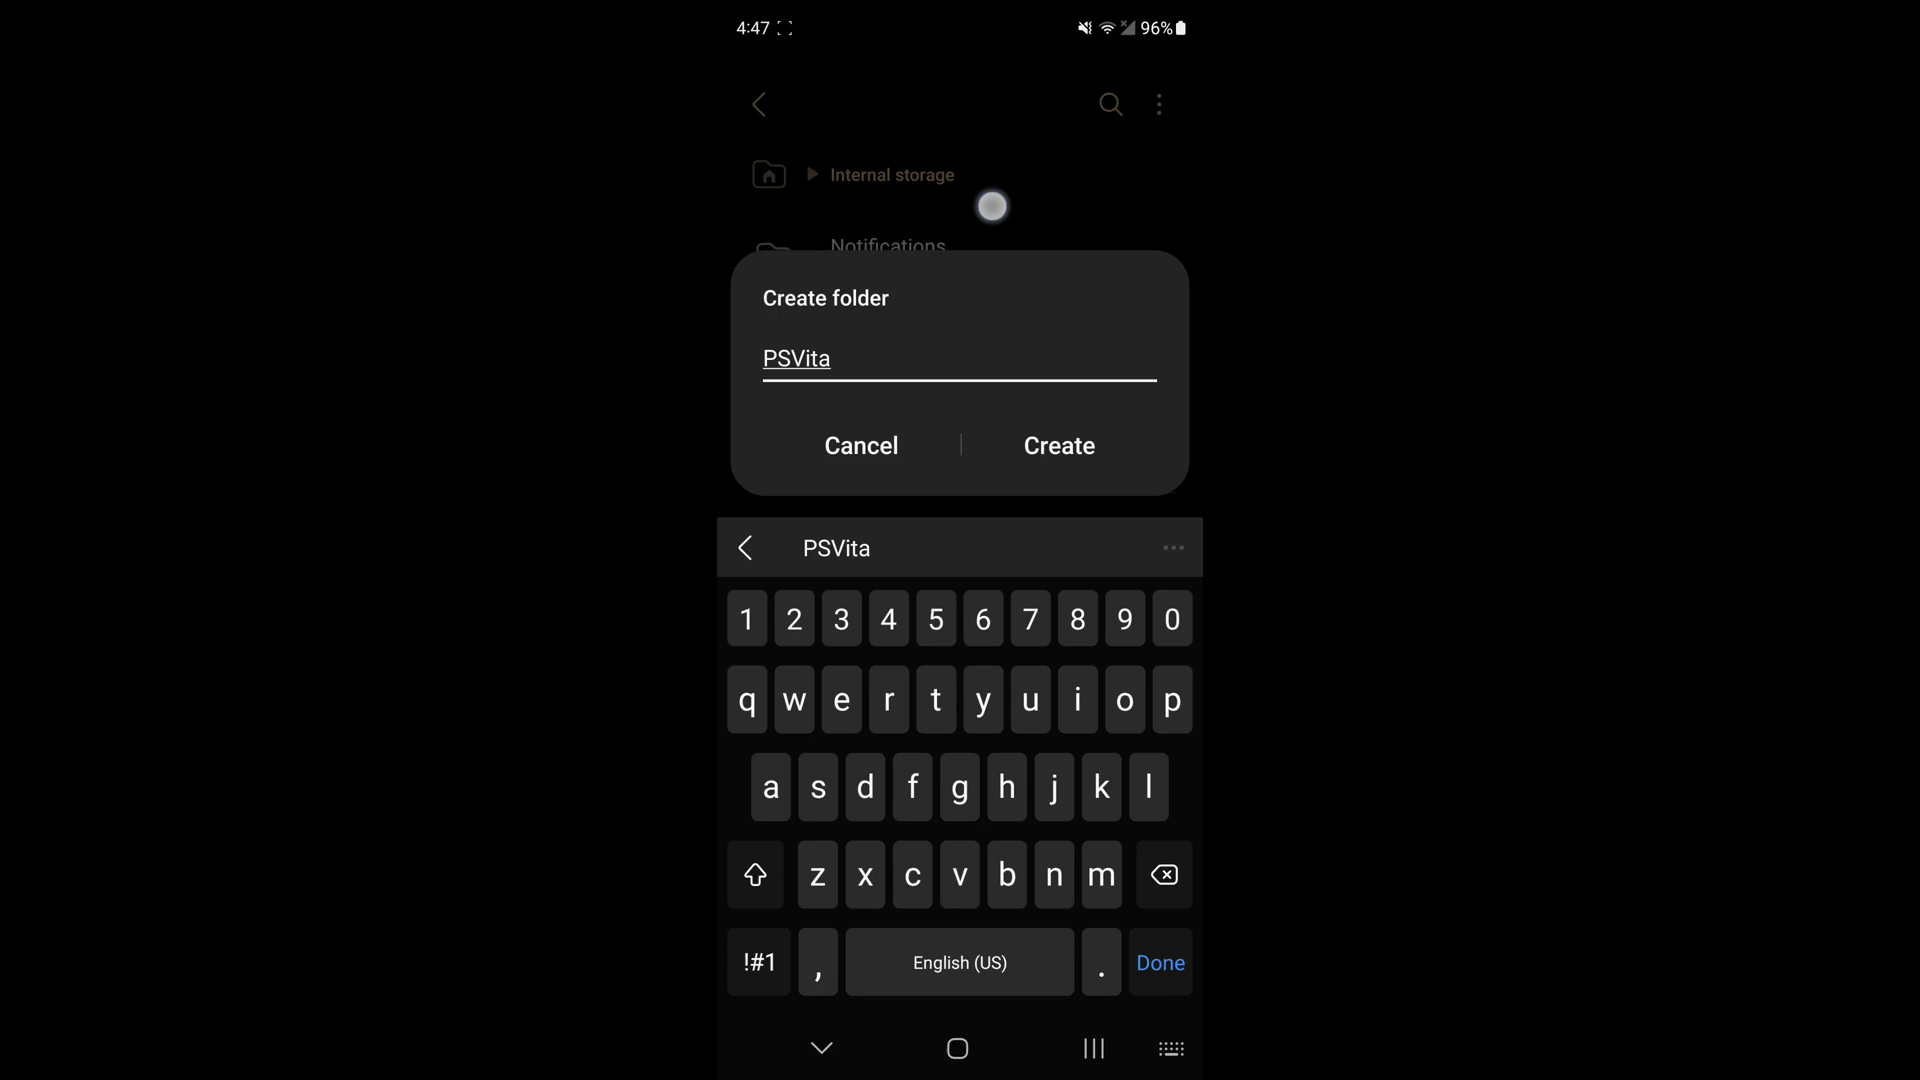 4:47 96%
Internal storage
Notifications
Create folder
PSVita
Cancel Create
PSVita
1 2 3 4 5 6 7 8 9 0
q w e r t y u i o p
a s d f g h j k l
z x c v b n m
!#1 , English (US) . Done